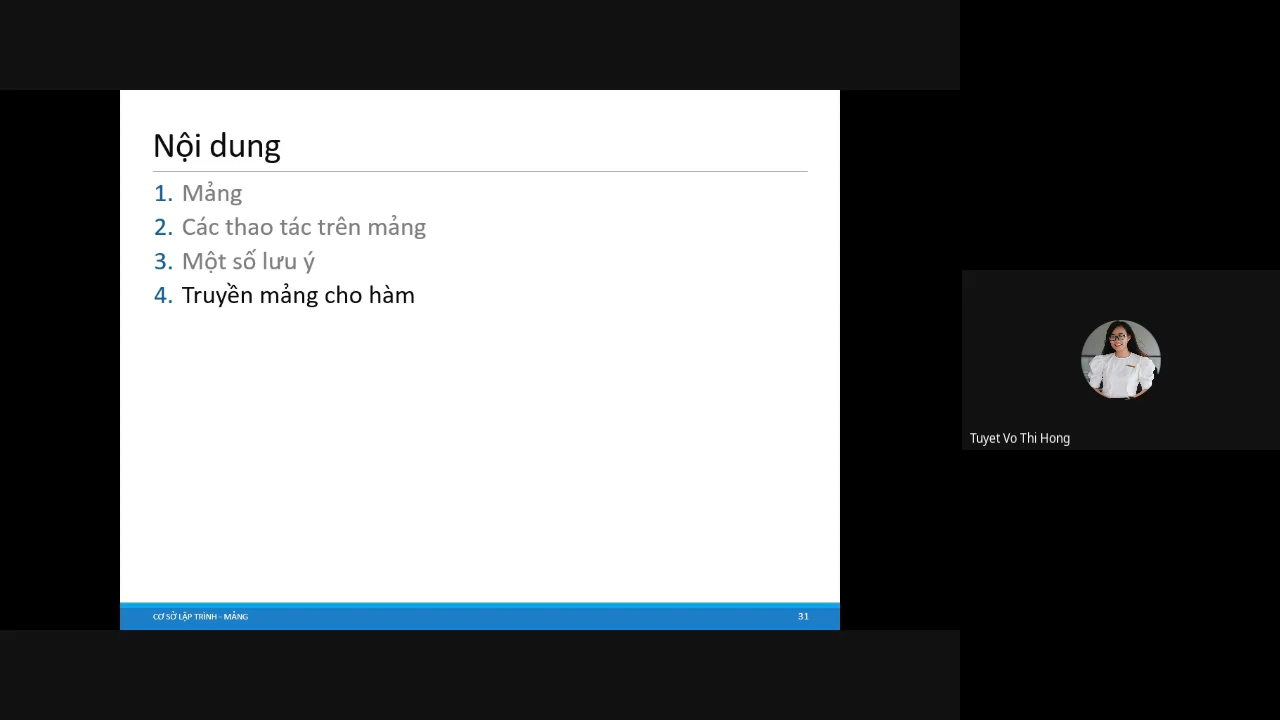 Nội dung
1. Mảng
2. Các thao tác trên mảng
3. Một số lưu ý
4. Truyền mảng cho hàm
CƠ SỞ LẬP TRÌNH - MẢNG
31
Tuyet Vo Thi Hong